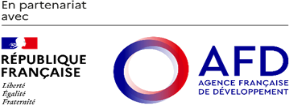 En partenariat
avec
RÉPUBLIQUE
FRANÇAISE
Liberté
Égalité
Fraternité
AFD
AGENCE FRANÇAISE
DE DÉVELOPPEMENT